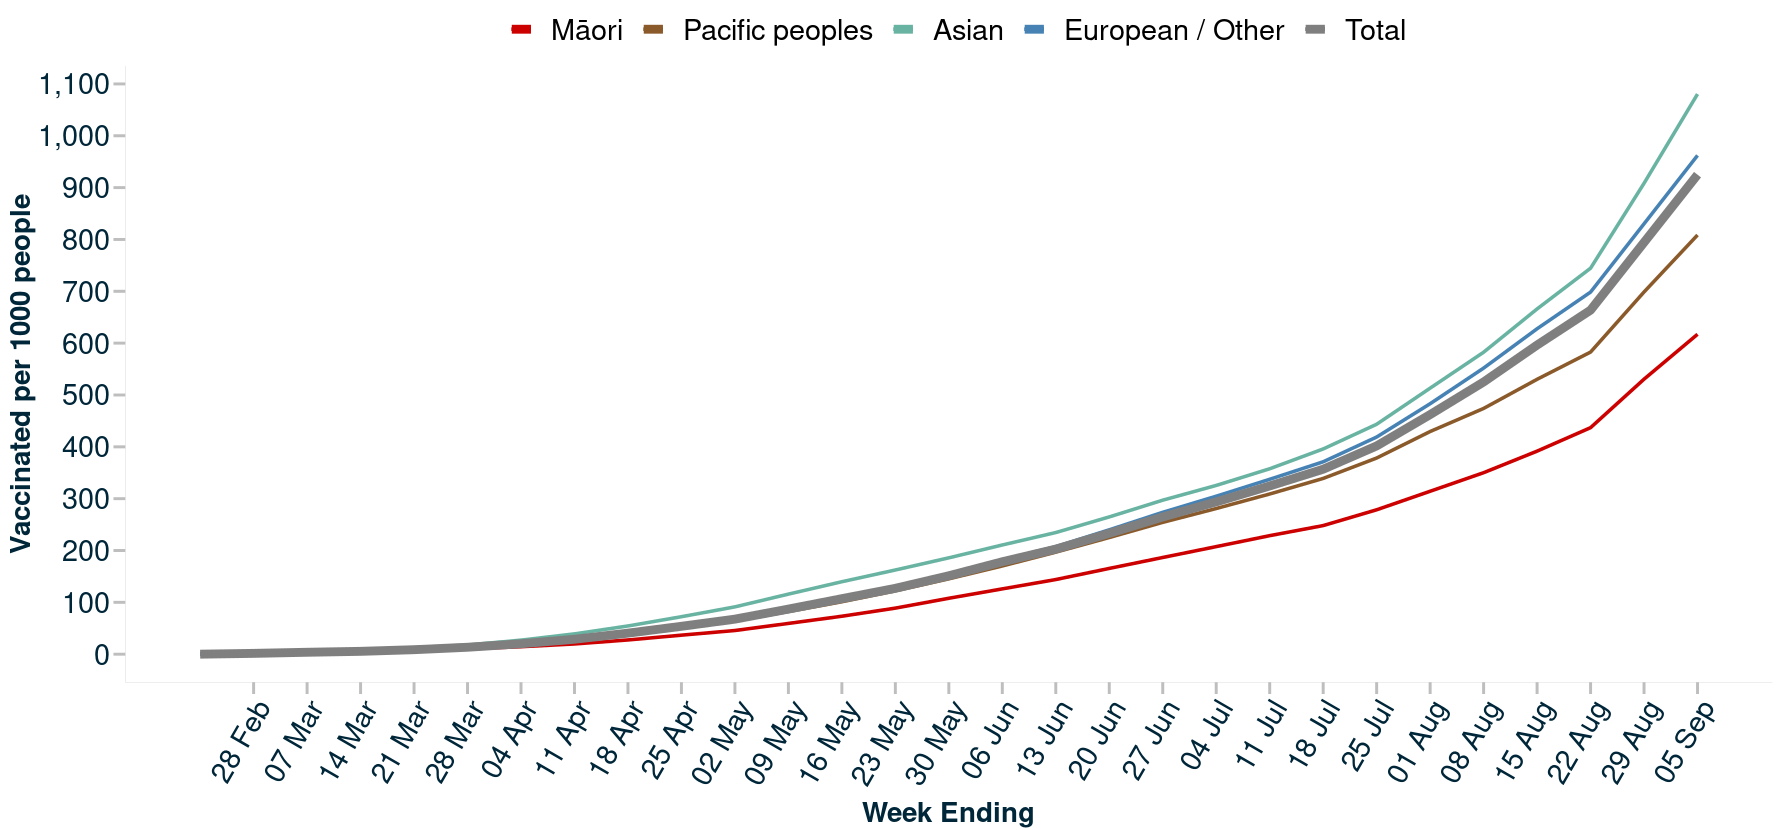 Māori Pacific peoples Asian European / Other Total
Vaccinated per 1000 people
1,100
1,000
900
800
700
600
500
400
300
200
100
0
28 Feb
07 Mar
14 Mar
21 Mar
28 Mar
04 Apr
11 Apr
18 Apr
25 Apr
02 May
09 May
16 May
23 May
30 May
06 Jun
13 Jun
20 Jun
27 Jun
04 Jul
11 Jul
18 Jul
25 Jul
01 Aug
08 Aug
15 Aug
22 Aug
29 Aug
05 Sep
Week Ending